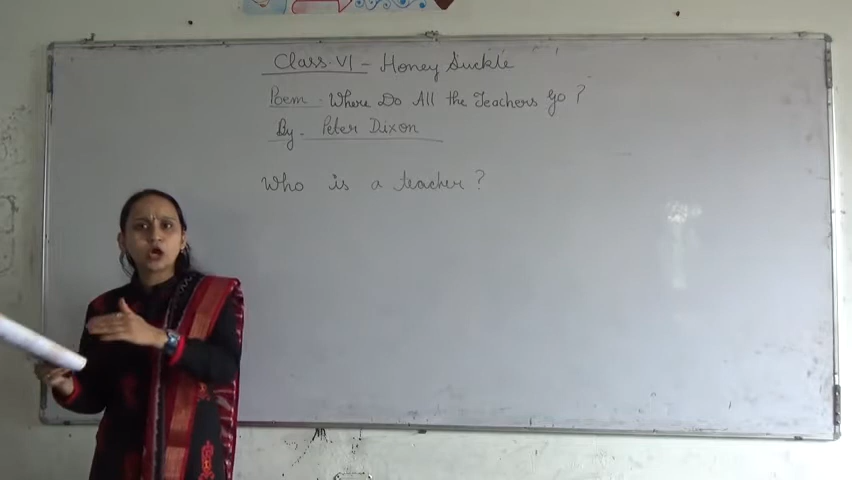 Class-VI - Honey Suckle
Poem - Where Do All the Teachers Go?
By - Peter Dixon
Who is a teacher?